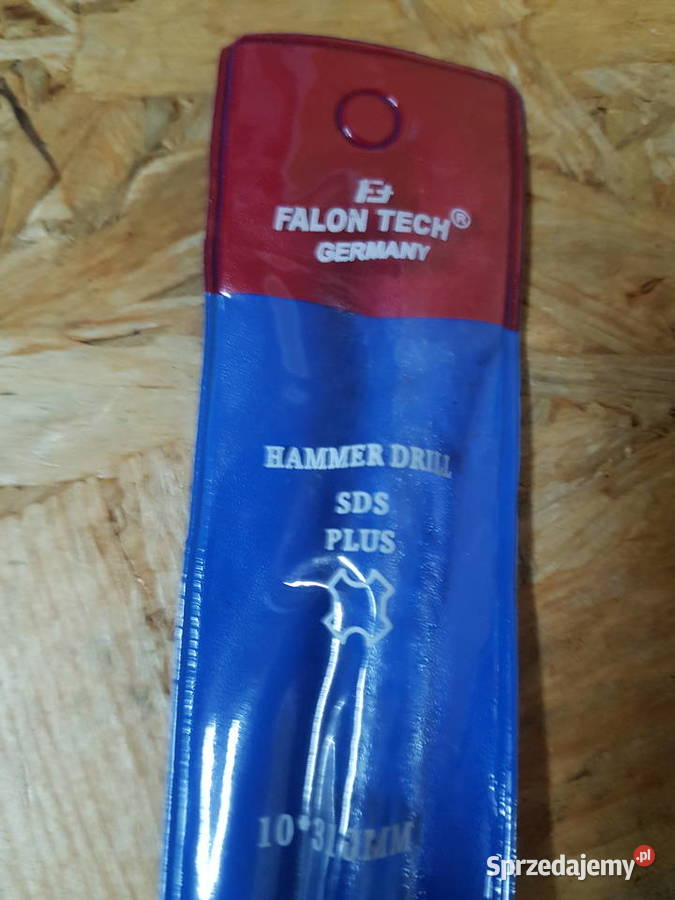 FALON TECH®
GERMANY
HAMMER DRILL
SDS
PLUS
Sprzedajemy.pl